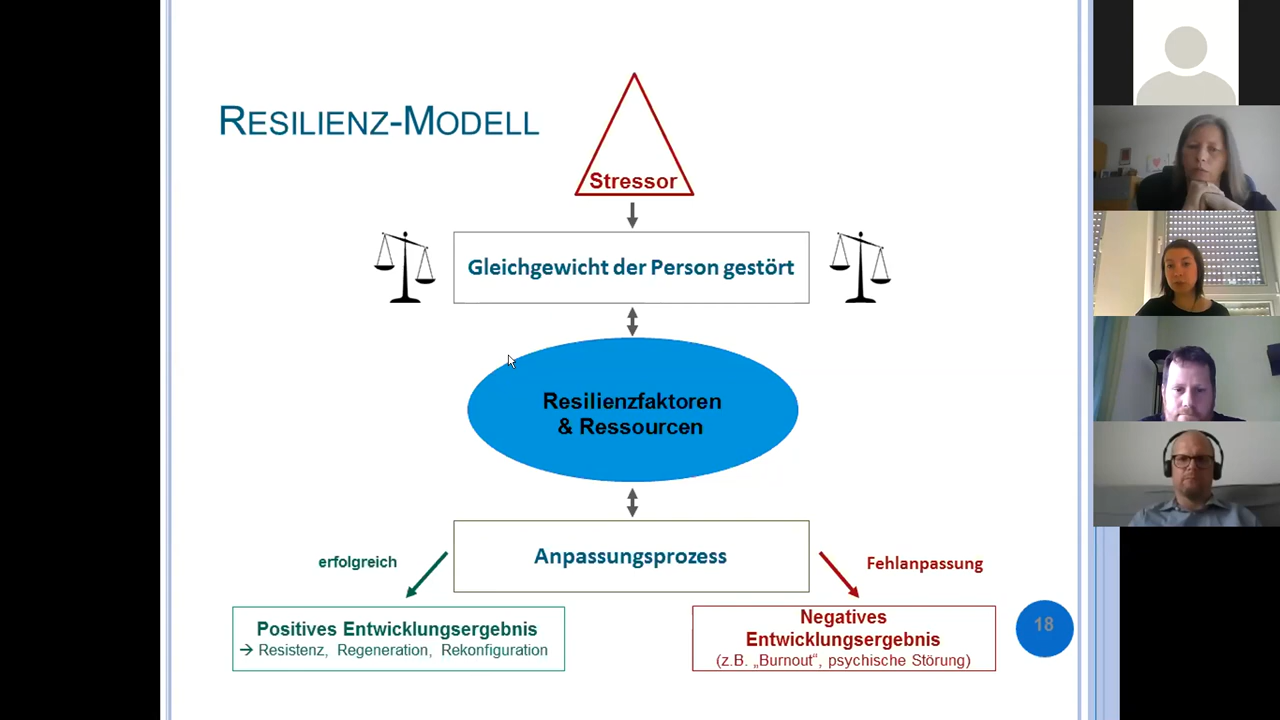 RESILIENZ-MODELL
Stressor
Gleichgewicht der Person gestört
Resilienzfaktoren
& Ressourcen
Anpassungsprozess
erfolgreich
Fehlanpassung
Positives Entwicklungsergebnis
→ Resistenz, Regeneration, Rekonfiguration
Negatives
Entwicklungsergebnis
(z.B. „Burnout“, psychische Störung)
18